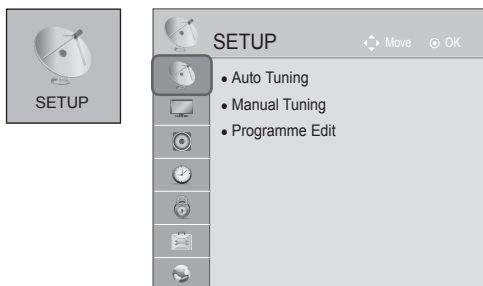 SETUP
SETUP
Move OK
• Auto Tuning
• Manual Tuning
• Programme Edit